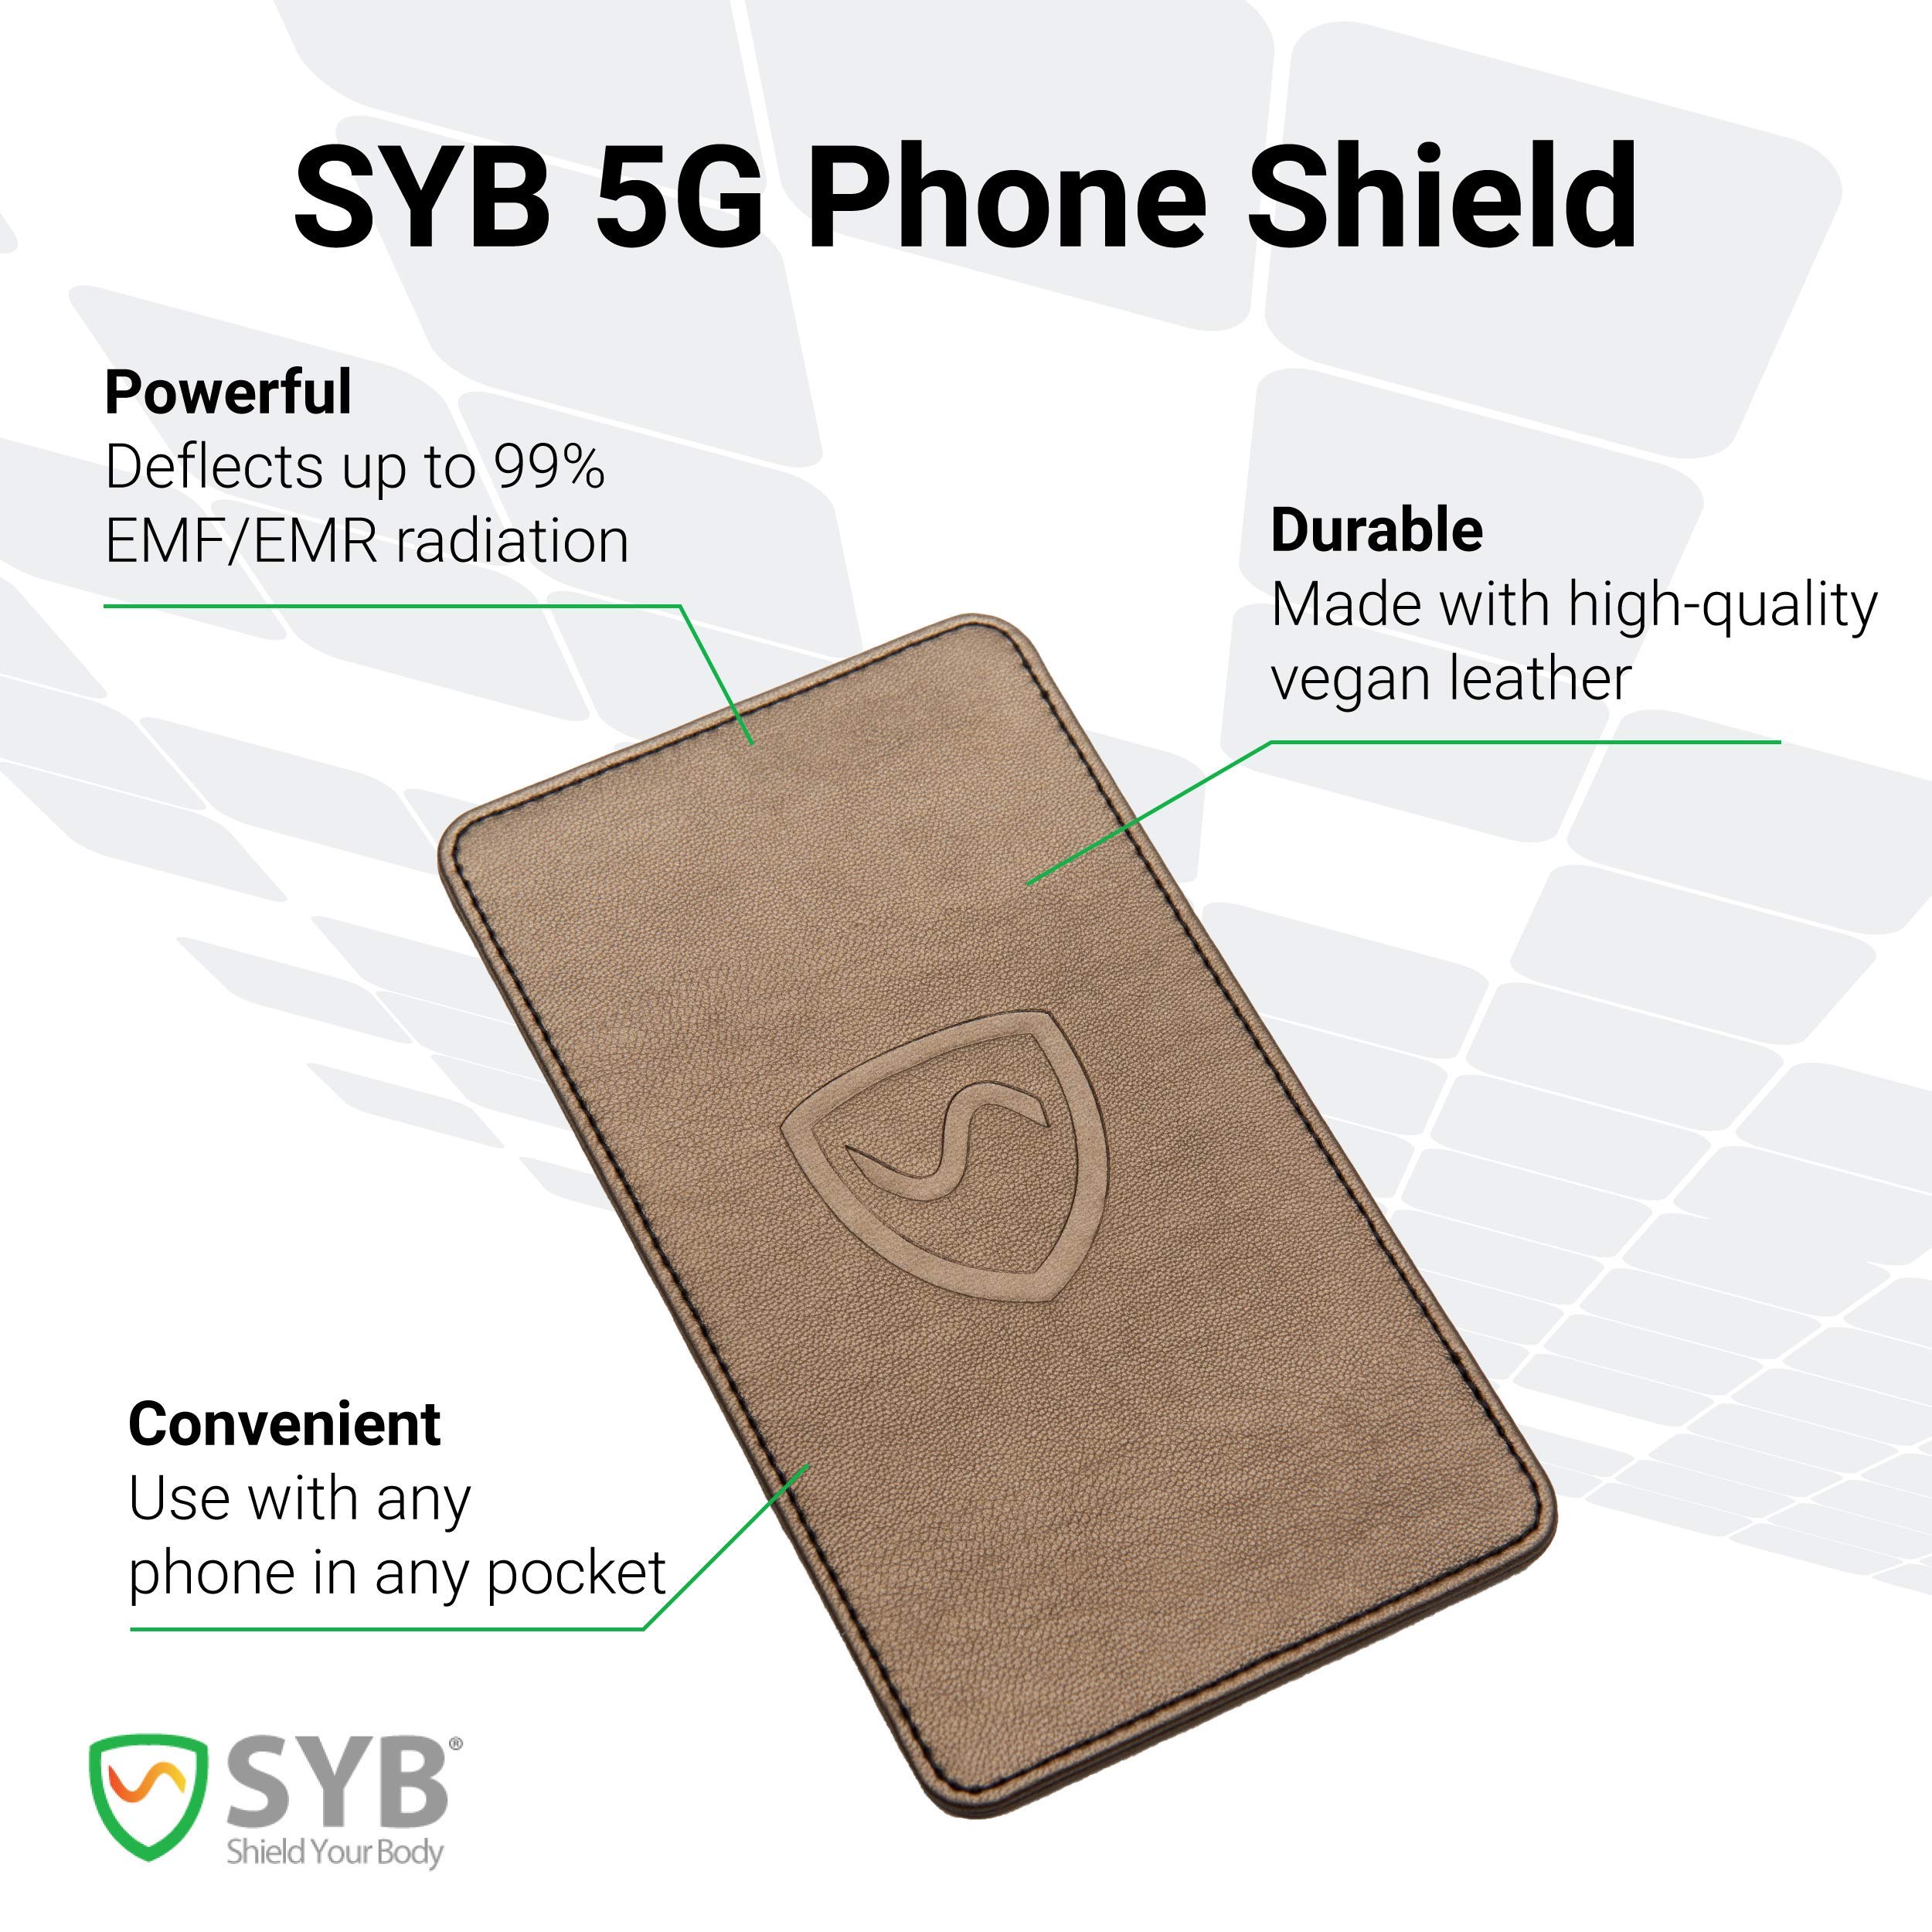 SYB 5G Phone Shield
Powerful
Deflects up to 99%
EMF/EMR radiation
Durable
Made with high-quality
vegan leather
Convenient
Use with any
phone in any pocket
SYB®
Shield Your Body